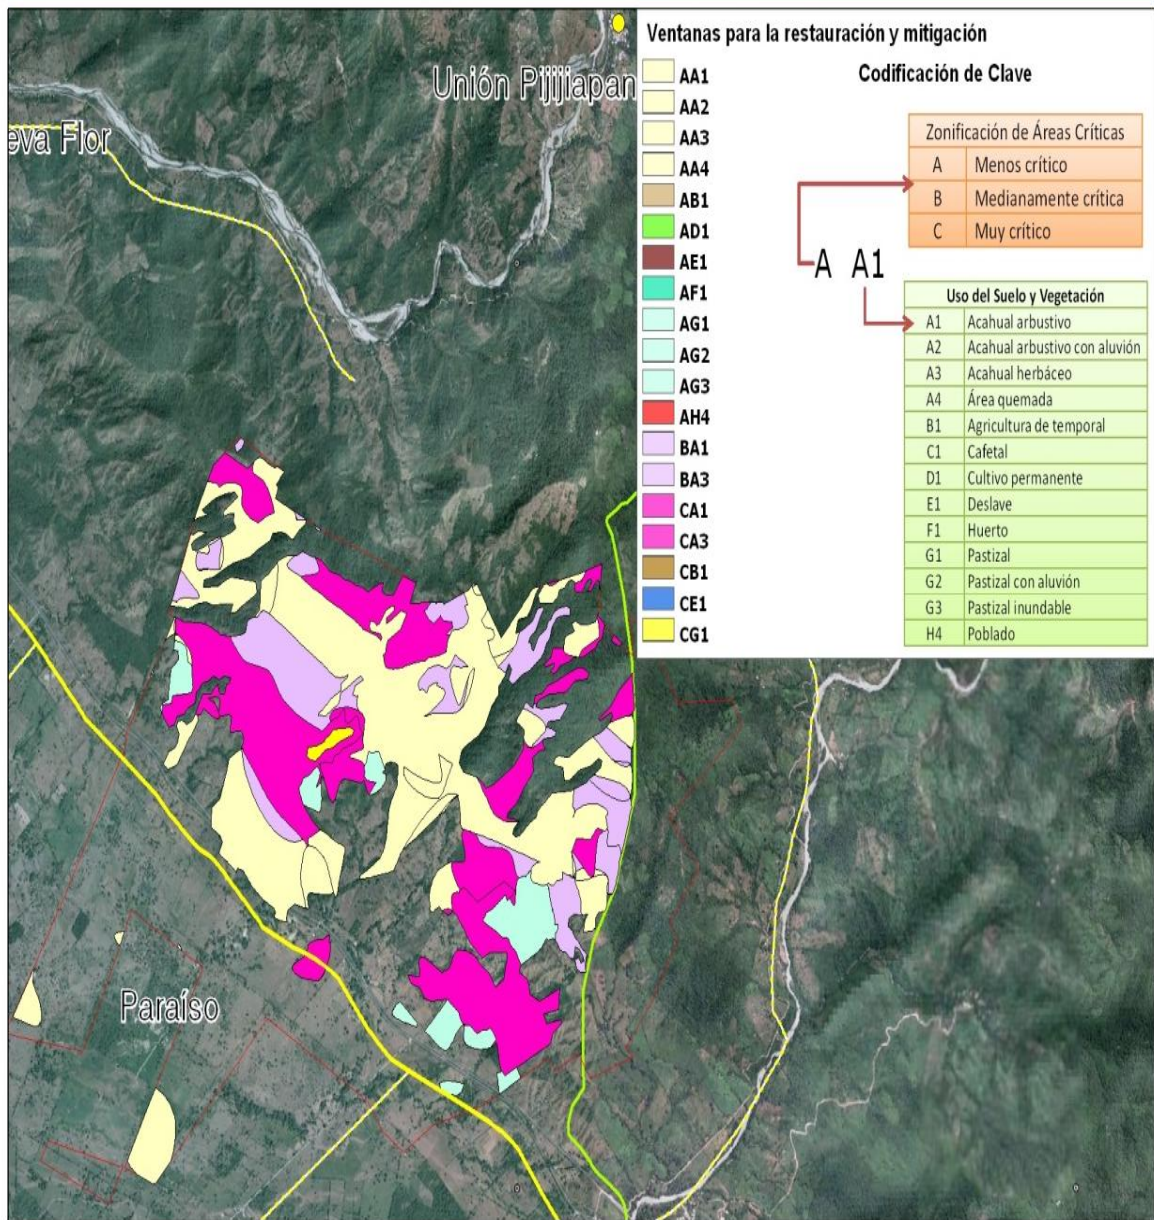 Ventanas para la restauración y mitigación
AA1
AA2
AA3
AA4
AB1
AD1
AE1
AF1
AG1
AG2
AG3
AH4
BA1
BA3
CA1
CA3
CB1
CE1
CG1
Codificación de Clave
Zonificación de Áreas Críticas
A Menos crítico
B Medianamente crítica
C Muy crítico
A A1
Uso del Suelo y Vegetación
A1 Acahual arbustivo
A2 Acahual arbustivo con aluvión
A3 Acahual herbáceo
A4 Área quemada
B1 Agricultura de temporal
C1 Cafetal
D1 Cultivo permanente
E1 Deslave
F1 Huerto
G1 Pastizal
G2 Pastizal con aluvión
G3 Pastizal inundable
H4 Poblado
Unión Pijijiapan
eva Flor
Paraíso